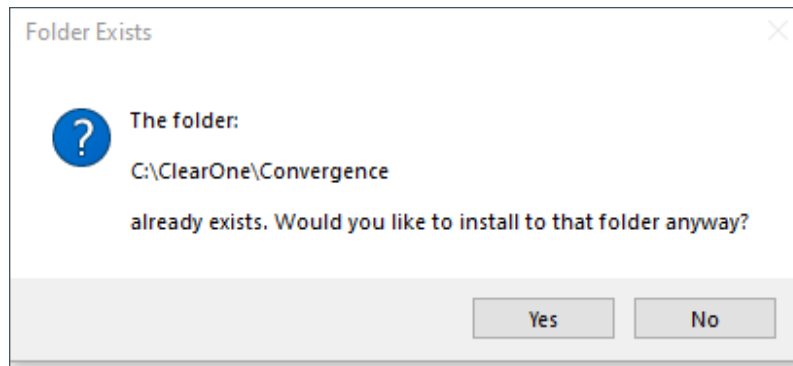 Folder Exists
The folder:
C:\ClearOne\Convergence
already exists. Would you like to install to that folder anyway?
Yes
No